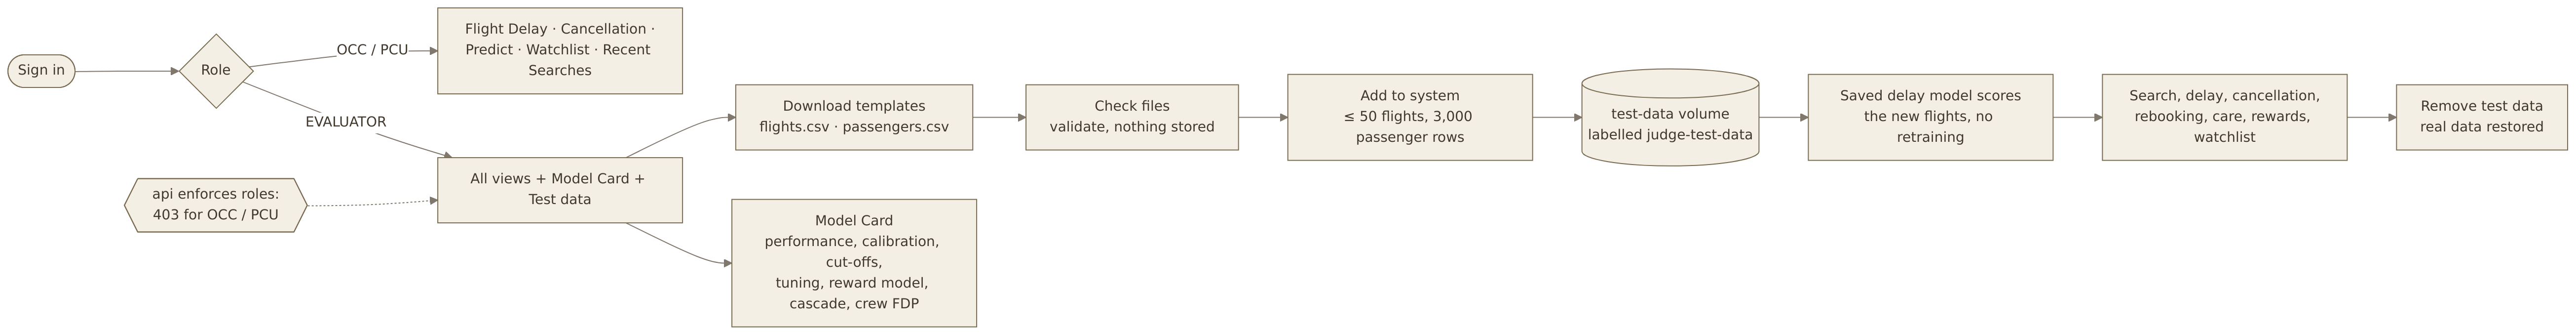 Sign in
Role
OCC / PCU
EVALUATOR
Flight Delay · Cancellation ·
Predict · Watchlist · Recent
Searches
api enforces roles:
403 for OCC / PCU
All views + Model Card +
Test data
Download templates
flights.csv · passengers.csv
Check files
validate, nothing stored
Add to system
≤ 50 flights, 3,000
passenger rows
test-data volume
labelled judge-test-data
Saved delay model scores
the new flights, no
retraining
Search, delay, cancellation,
rebooking, care, rewards,
watchlist
Remove test data
real data restored
Model Card
performance, calibration,
cut-offs,
tuning, reward model,
cascade, crew FDP